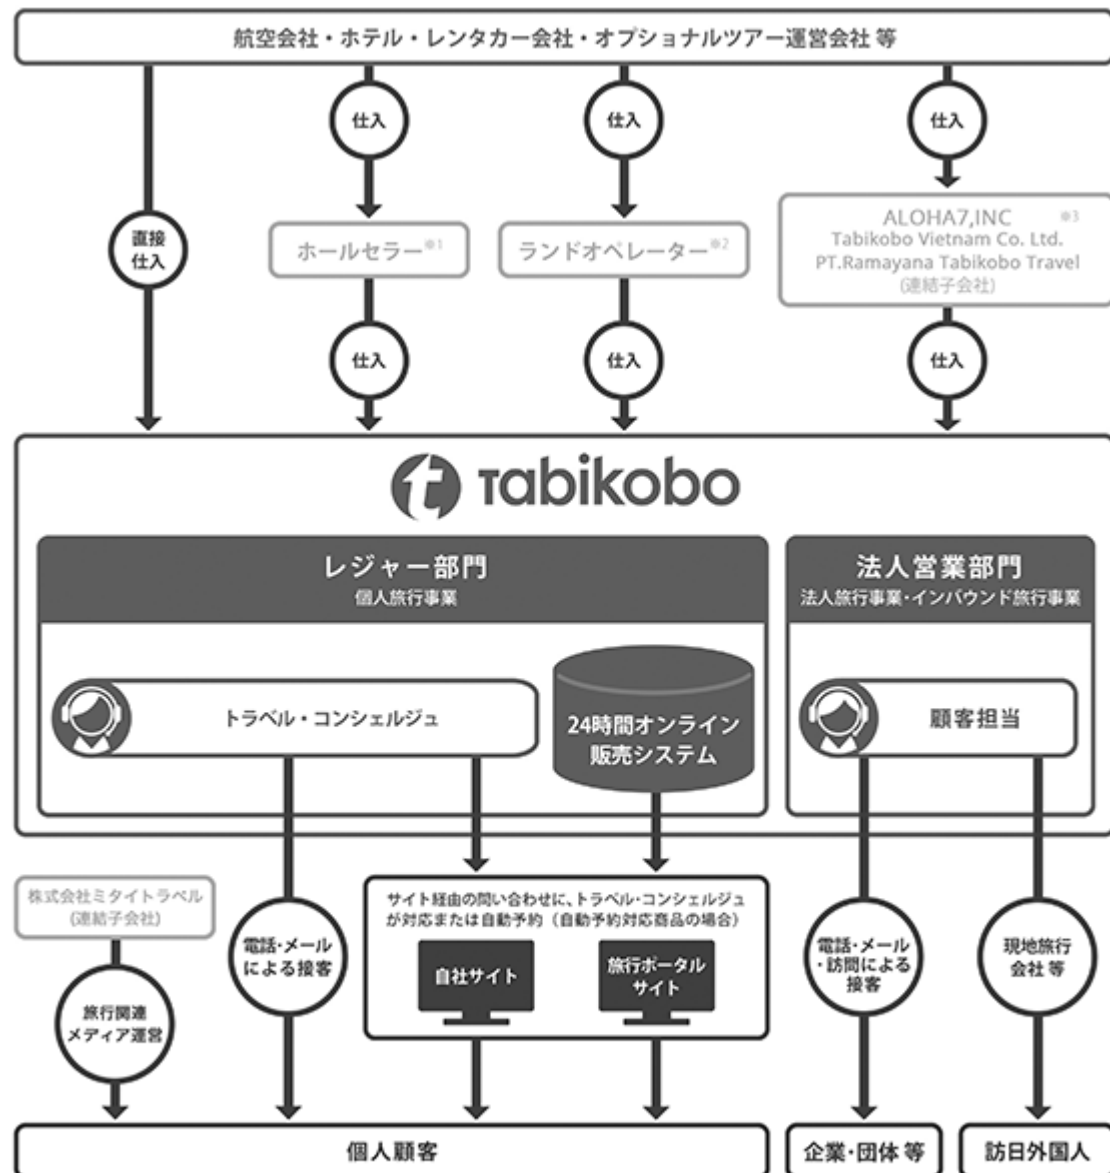 航空会社・ホテル・レンタカー会社・オプショナルツアー運営会社 等
仕入
仕入
仕入
直接
仕入
ホールセラー※1
ランドオペレーター※2
ALOHA7,INC ※3
Tabikobo Vietnam Co. Ltd.
PT.Ramayana Tabikobo Travel
(連結子会社)
仕入
仕入
仕入
t Tabikobo
レジャー部門
個人旅行事業
法人営業部門
法人旅行事業・インバウンド旅行事業
トラベル・コンシェルジュ
24時間オンライン
販売システム
顧客担当
株式会社ミタイトラベル
(連結子会社)
旅行関連
メディア運営
電話・メール
による接客
サイト経由の問い合わせに、トラベル・コンシェルジュ
が対応または自動予約（自動予約対応商品の場合）
自社サイト
旅行ポータル
サイト
電話・メール
・訪問による
接客
現地旅行
会社 等
個人顧客
企業・団体 等
訪日外国人